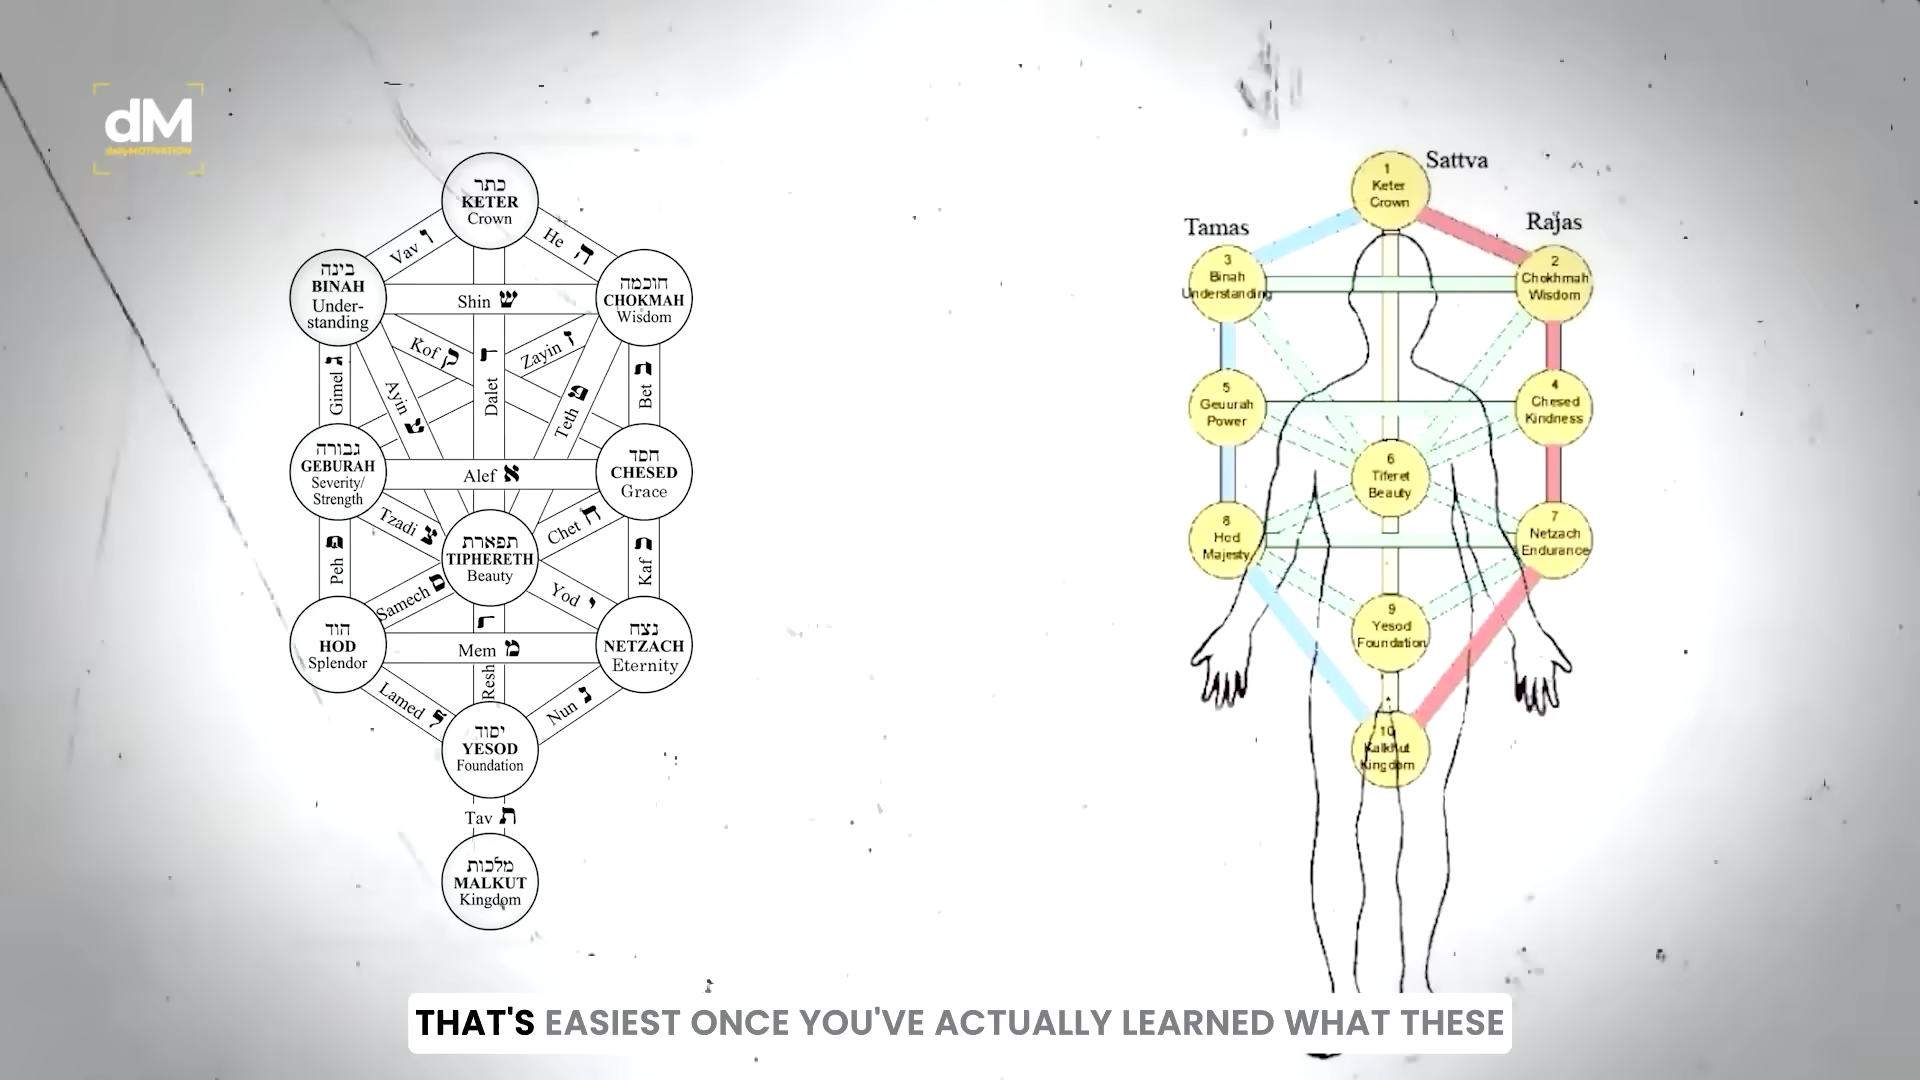 dM
dailyMOTIVATION
כתר
KETER
Crown
Vav ו
He ה
בינה
BINAH
Under-
standing
חוכמה
CHOKMAH
Wisdom
Shin ש
Kof ק
Zayin ז
Gimel
Ayin
Dalet
Teth
Bet
גבורה
GEBURAH
Severity/
Strength
חסד
CHESED
Grace
Alef א
Tzadi צ
Chet ח
תפארת
TIPHERETH
Beauty
Peh
Kaf
Samech ס
Yod י
הוד
HOD
Splendor
נצח
NETZACH
Eternity
Mem מ
Resh
Lamed ל
Nun נ
יסוד
YESOD
Foundation
Tav ת
מלכות
MALKUT
Kingdom
Sattva
1
Keter
Crown
Tamas
Rajas
3
Binah
Understanding
2
Chokhmah
Wisdom
5
Geuurah
Power
4
Chesed
Kindness
6
Tiferet
Beauty
8
Hod
Majesty
7
Netzach
Endurance
9
Yesod
Foundation
10
Kalkhut
Kingdom
THAT'S EASIEST ONCE YOU'VE ACTUALLY LEARNED WHAT THESE